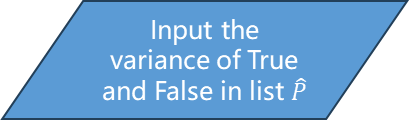 Input the
variance of True
and False in list P̂